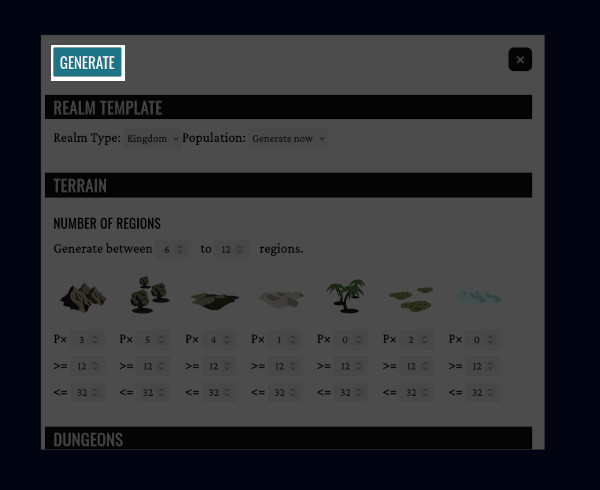 GENERATE
×
REALM TEMPLATE
Realm Type: Kingdom Population: Generate now
TERRAIN
NUMBER OF REGIONS
Generate between 6 to 12 regions.
P× 3 P× 5 P× 4 P× 1 P× 0 P× 2 P× 0
>= 12 >= 12 >= 12 >= 12 >= 12 >= 12 >= 12
<= 32 <= 32 <= 32 <= 32 <= 32 <= 32 <= 32
DUNGEONS